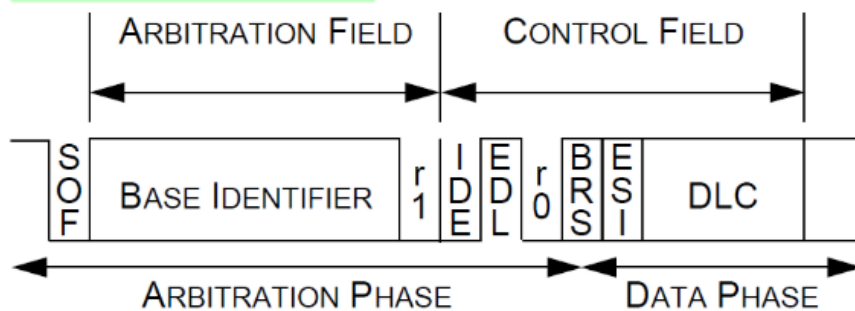 ARBITRATION FIELD CONTROL FIELD
SOF BASE IDENTIFIER r1 IDE EDL r0 BRS ESI DLC
ARBITRATION PHASE DATA PHASE